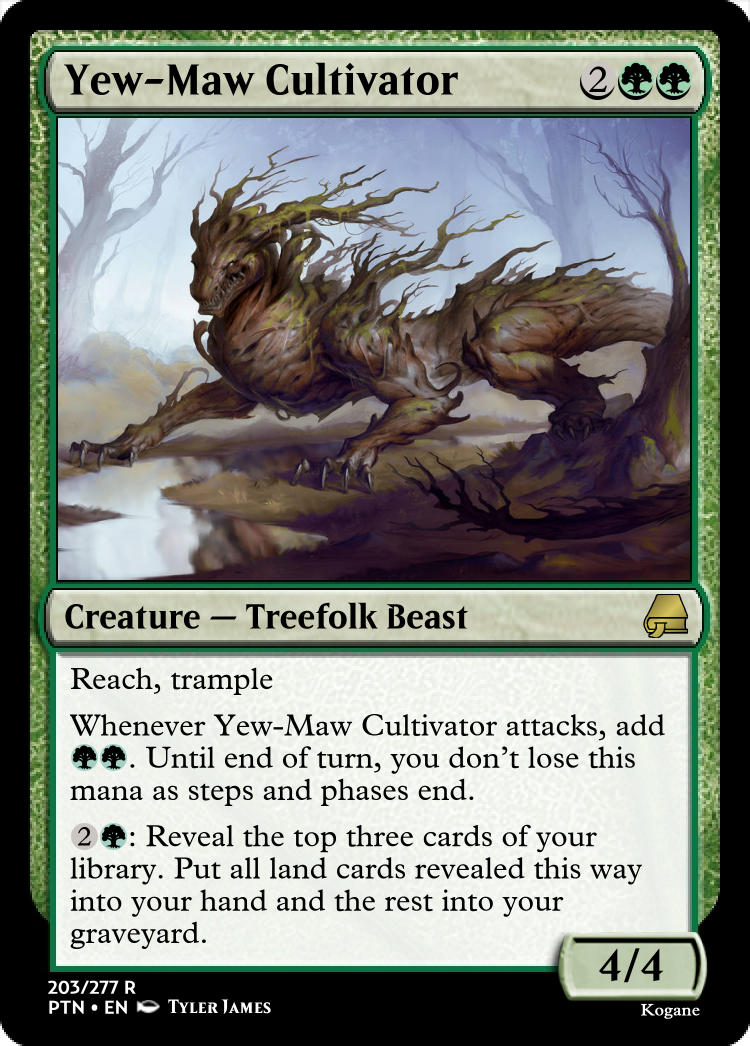 Yew-Maw Cultivator 2
Creature — Treefolk Beast
Reach, trample
Whenever Yew-Maw Cultivator attacks, add
. Until end of turn, you don't lose this
mana as steps and phases end.
2 : Reveal the top three cards of your
library. Put all land cards revealed this way
into your hand and the rest into your
graveyard.
4/4
203/277 R
PTN • EN TYLER JAMES
Kogane